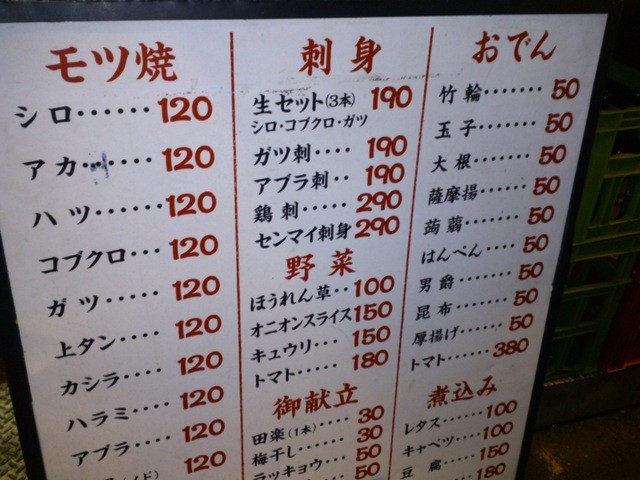 モツ焼
シロ・・・・・・120
アカ・・・・・・120
ハツ・・・・・・120
コブクロ・・・120
ガツ・・・・・120
上タン・・・・120
カシラ・・・・120
ハラミ・・・・120
アブラ・・・・120
120
刺身
生セット(3本) 190
シロ・コブクロ・ガツ
ガツ刺・・・・190
アブラ刺・・190
鶏刺・・・・・290
センマイ刺身290
野菜
ほうれん草・・100
オニオンスライス150
キュウリ・・・150
トマト・・・・・180
御献立
田楽(1本)・・・30
梅干し・・・・・30
ラッキョウ・・・50
50
おでん
竹輪・・・・・・・50
玉子・・・・・・・50
大根・・・・・・・50
薩摩揚・・・・・50
蒟蒻・・・・・・・50
はんぺん・・・・50
男爵・・・・・・・50
昆布・・・・・・・50
厚揚げ・・・・・50
トマト・・・・・・380
煮込み
レタス・・・・・・100
キャベツ・・・・100
豆腐・・・・・・150
180